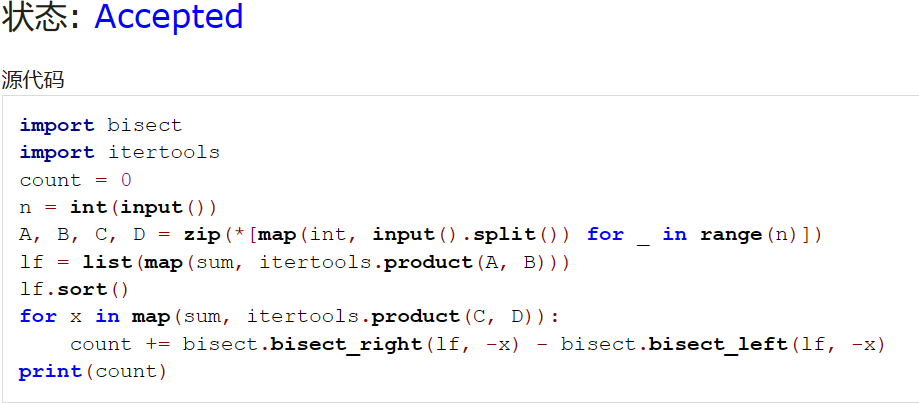 状态: Accepted
源代码
import bisect
import itertools
count = 0
n = int(input())
A, B, C, D = zip(*[map(int, input().split()) for _ in range(n)])
lf = list(map(sum, itertools.product(A, B)))
lf.sort()
for x in map(sum, itertools.product(C, D)):
    count += bisect.bisect_right(lf, -x) - bisect.bisect_left(lf, -x)
print(count)